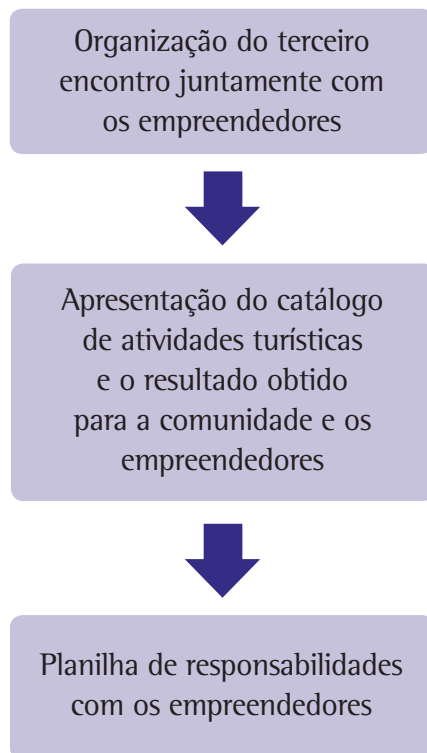 Organização do terceiro
encontro juntamente com
os empreendedores
Apresentação do catálogo
de atividades turísticas
e o resultado obtido
para a comunidade e os
empreendedores
Planilha de responsabilidades
com os empreendedores